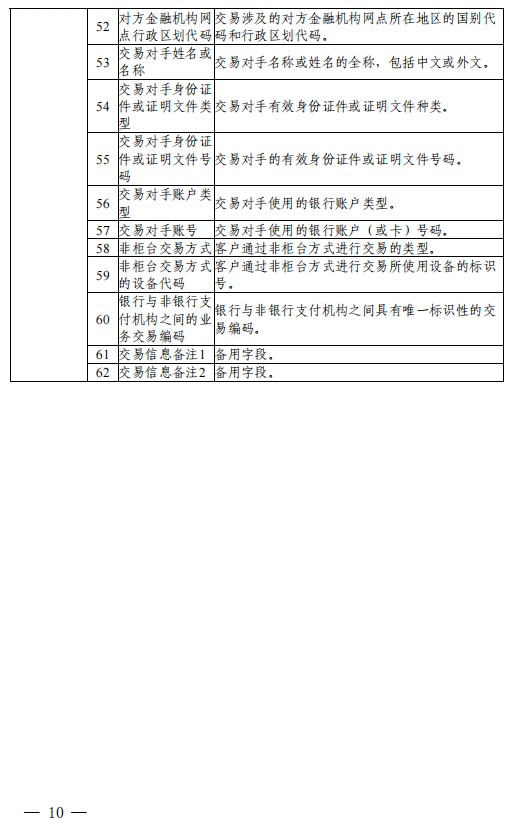 52 对方金融机构网点行政区划代码 交易涉及的对方金融机构网点所在地区的国别代码和行政区划代码。
53 交易对手姓名或名称 交易对手名称或姓名的全称，包括中文或外文。
54 交易对手身份证件或证明文件类型 交易对手有效身份证件或证明文件种类。
55 交易对手身份证件或证明文件号码 交易对手的有效身份证件或证明文件号码。
56 交易对手账户类型 交易对手使用的银行账户类型。
57 交易对手账号 交易对手使用的银行账户（或卡）号码。
58 非柜台交易方式 客户通过非柜台方式进行交易的类型。
59 非柜台交易方式的设备代码 客户通过非柜台方式进行交易所使用设备的标识号。
60 银行与非银行支付机构之间的业务交易编码 银行与非银行支付机构之间具有唯一标识性的交易编码。
61 交易信息备注1 备用字段。
62 交易信息备注2 备用字段。
— 10 —